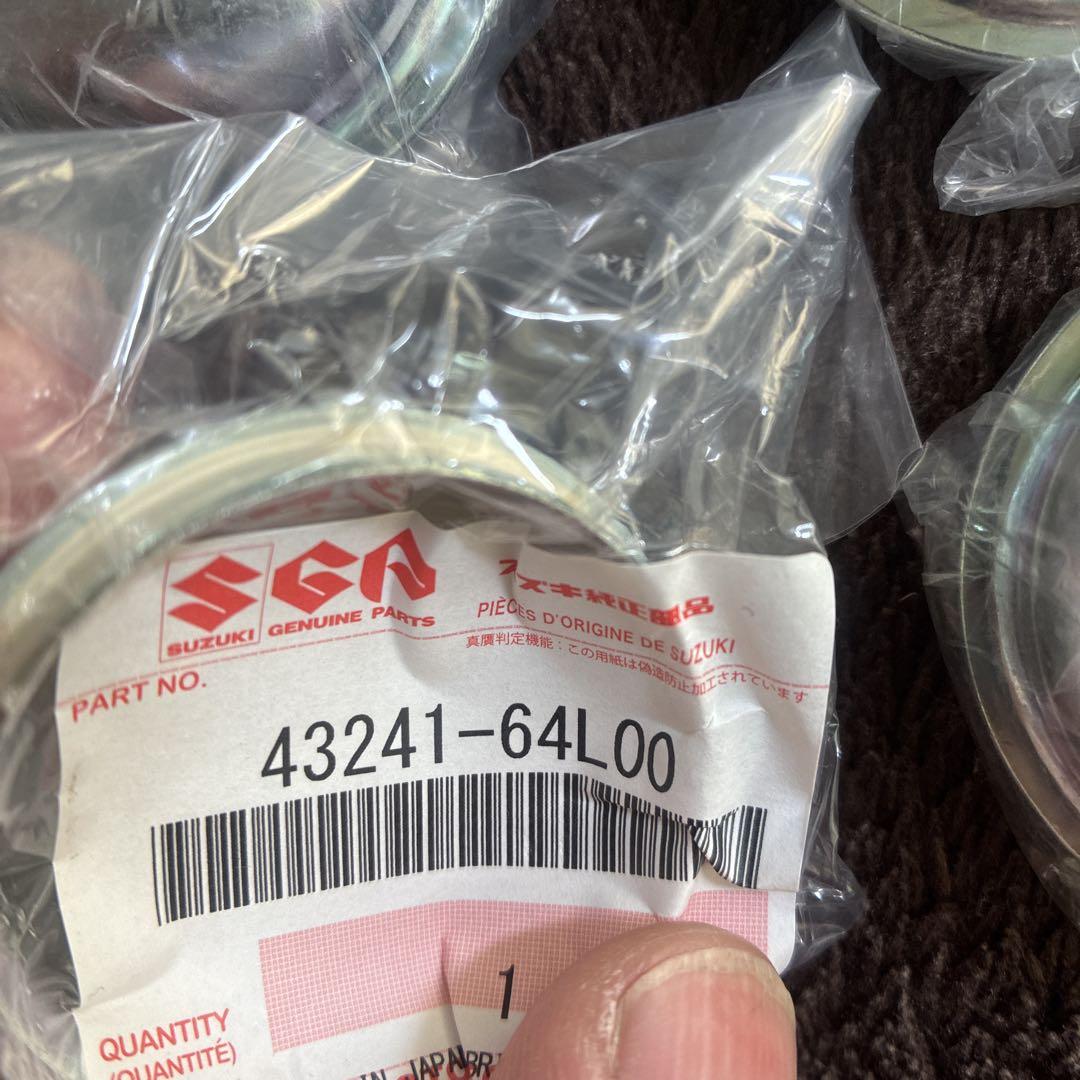 SGP
SUZUKI GENUINE PARTS
スズキ純正部品
PIÈCES D'ORIGINE DE SUZUKI
真贋判定機能：この用紙は偽造防止加工されています
PART NO.
43241-64L00
1
QUANTITY
(QUANTITÉ)
JAPAN